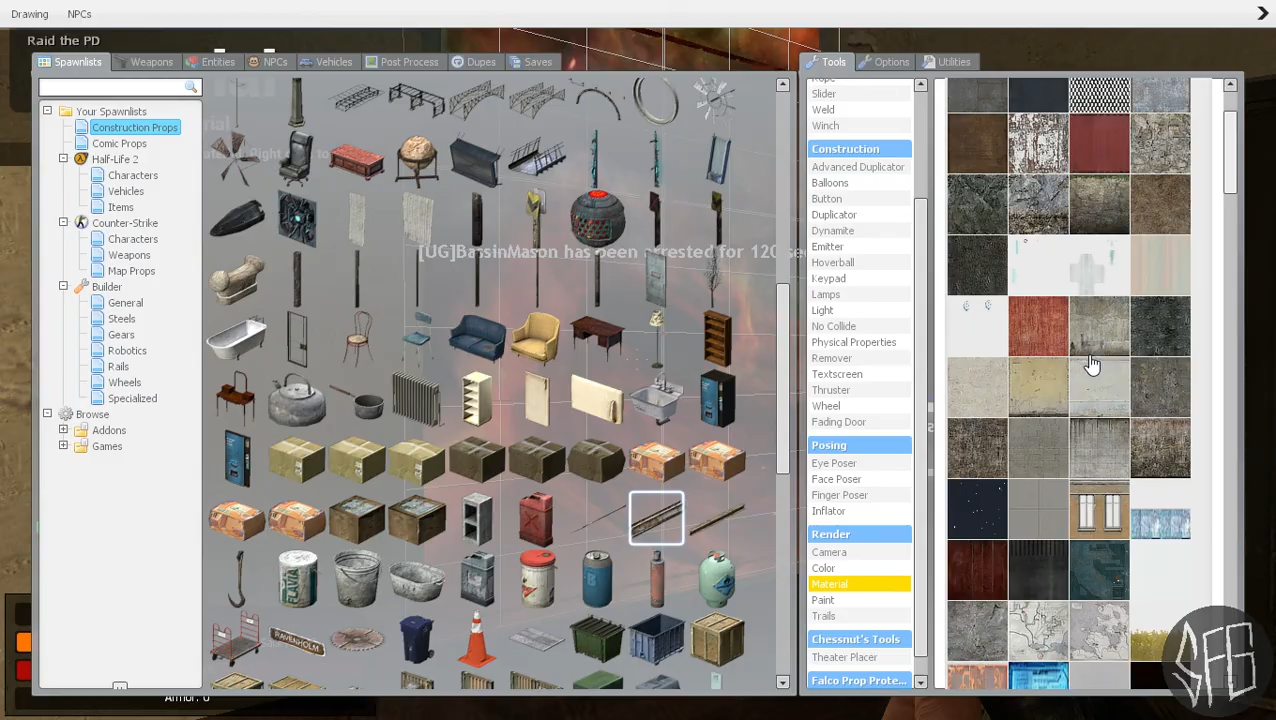 Drawing NPCs
Raid the PD
Spawnlists Weapons Entities NPCs Vehicles Post Process Dupes Saves
Tools Options Utilities
Your Spawnlists
Construction Props
Comic Props
Half-Life 2
Characters
Vehicles
Items
Counter-Strike
Characters
Weapons
Map Props
Builder
General
Steels
Gears
Robotics
Rails
Wheels
Specialized
Browse
Addons
Games
[UG]BassinMason has been arrested for 120 sec
RAVENHOLM
Rope
Slider
Weld
Winch
Construction
Advanced Duplicator
Balloons
Button
Duplicator
Dynamite
Emitter
Hoverball
Keypad
Lamps
Light
No Collide
Physical Properties
Remover
Textscreen
Thruster
Wheel
Fading Door
Posing
Eye Poser
Face Poser
Finger Poser
Inflator
Render
Camera
Color
Material
Paint
Trails
Chessnut's Tools
Theater Placer
Falco Prop Prote...
Armor: 0
SFG